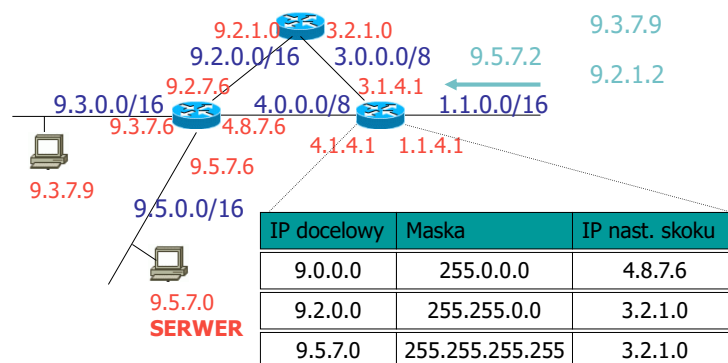 9.2.1.0 3.2.1.0
9.3.7.9
9.2.0.0/16 3.0.0.0/8
9.5.7.2
9.2.1.2
9.2.7.6
3.1.4.1
9.3.0.0/16 4.0.0.0/8 1.1.0.0/16
9.3.7.6 4.8.7.6
4.1.4.1 1.1.4.1
9.5.7.6
9.3.7.9
9.5.0.0/16
9.5.7.0
SERWER
IP docelowy Maska IP nast. skoku
9.0.0.0 255.0.0.0 4.8.7.6
9.2.0.0 255.255.0.0 3.2.1.0
9.5.7.0 255.255.255.255 3.2.1.0